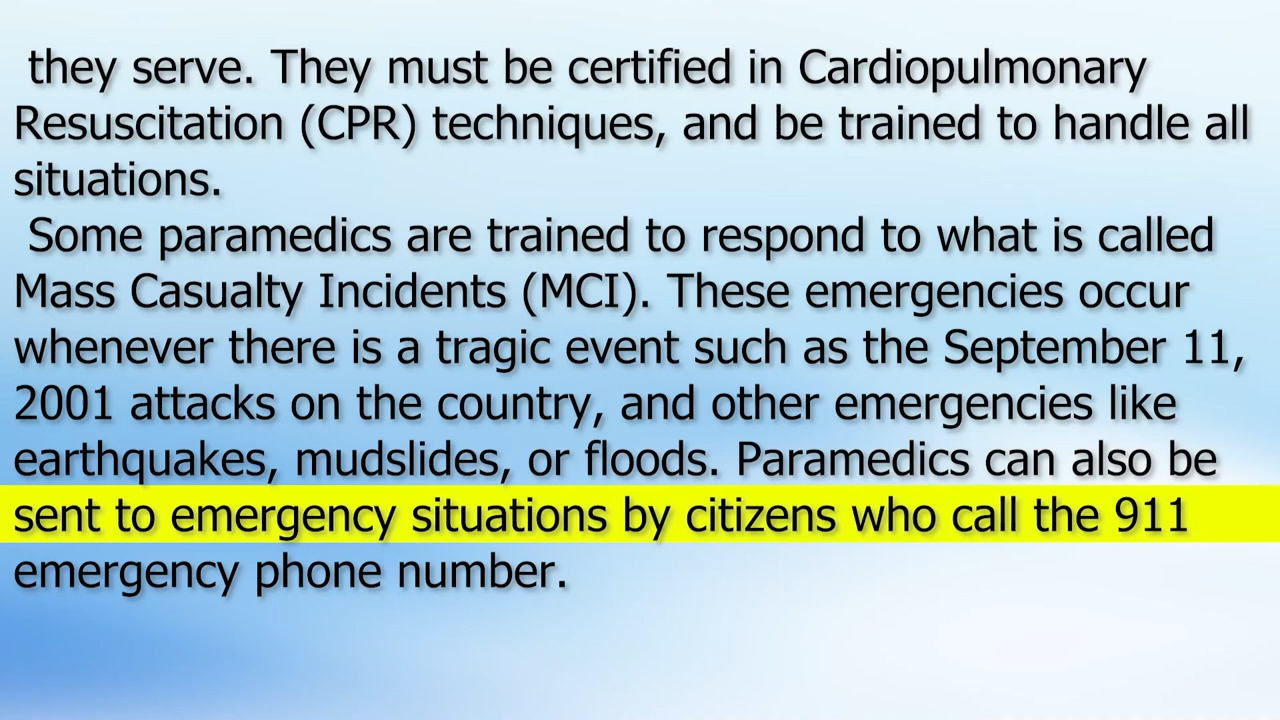 they serve. They must be certified in Cardiopulmonary
Resuscitation (CPR) techniques, and be trained to handle all
situations.
Some paramedics are trained to respond to what is called
Mass Casualty Incidents (MCI). These emergencies occur
whenever there is a tragic event such as the September 11,
2001 attacks on the country, and other emergencies like
earthquakes, mudslides, or floods. Paramedics can also be
sent to emergency situations by citizens who call the 911
emergency phone number.